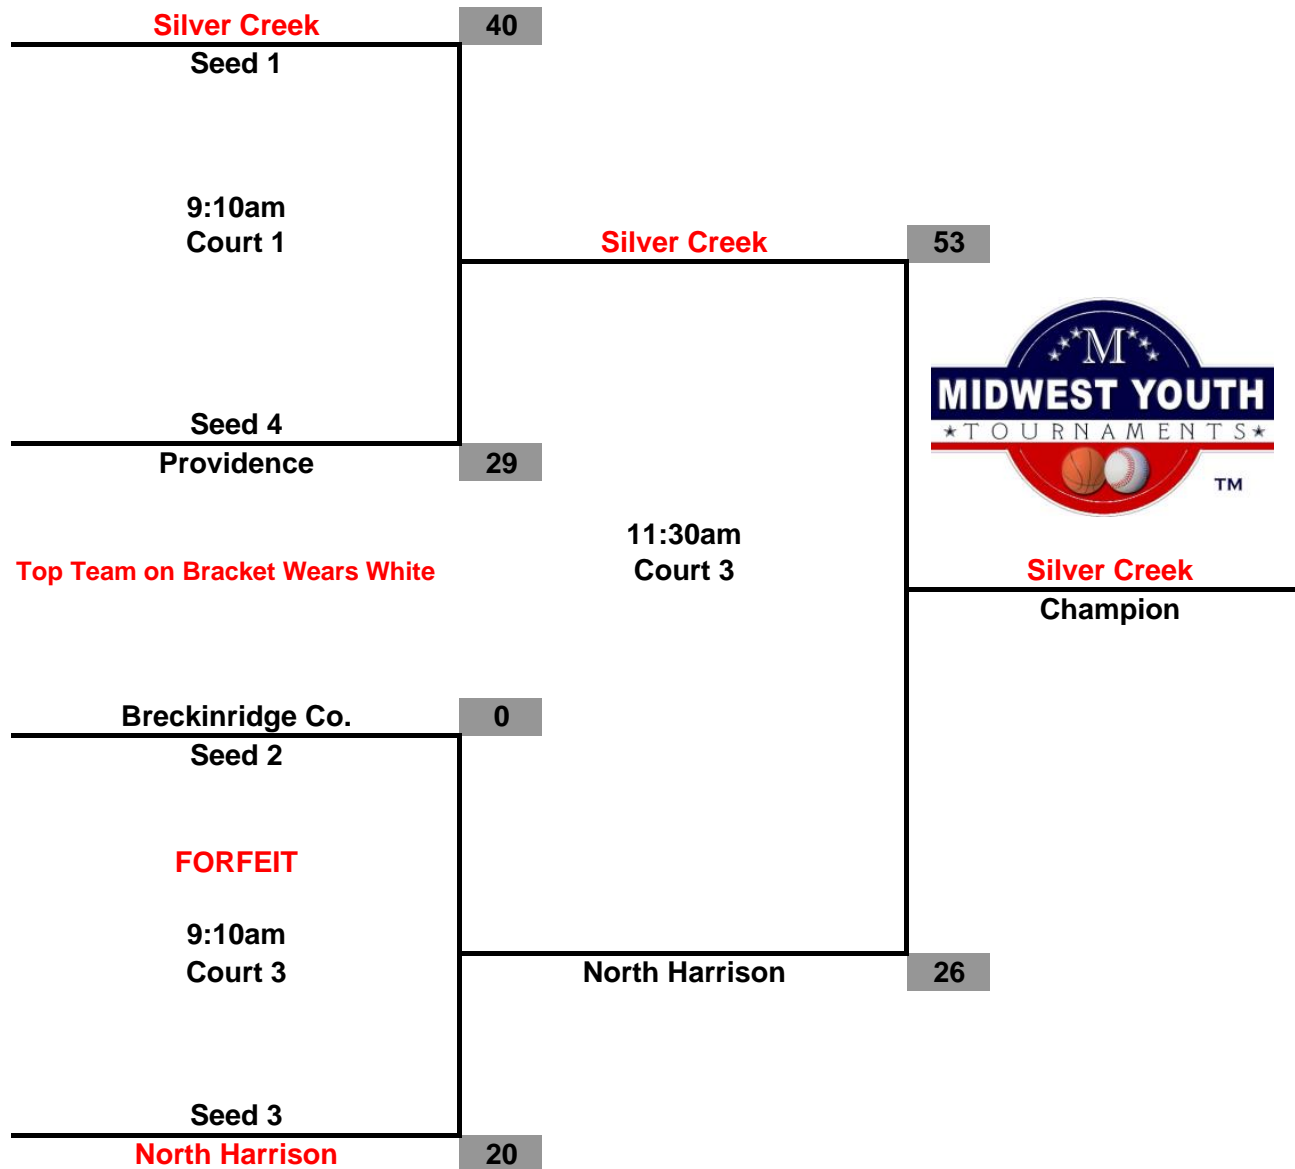 Silver Creek 40
Seed 1
9:10am
Court 1
Silver Creek 53
M
MIDWEST YOUTH
★TOURNAMENTS★
TM
Seed 4
Providence 29
11:30am
Top Team on Bracket Wears White
Court 3
Silver Creek
Champion
Breckinridge Co. 0
Seed 2
FORFEIT
9:10am
Court 3
North Harrison 26
Seed 3
North Harrison 20